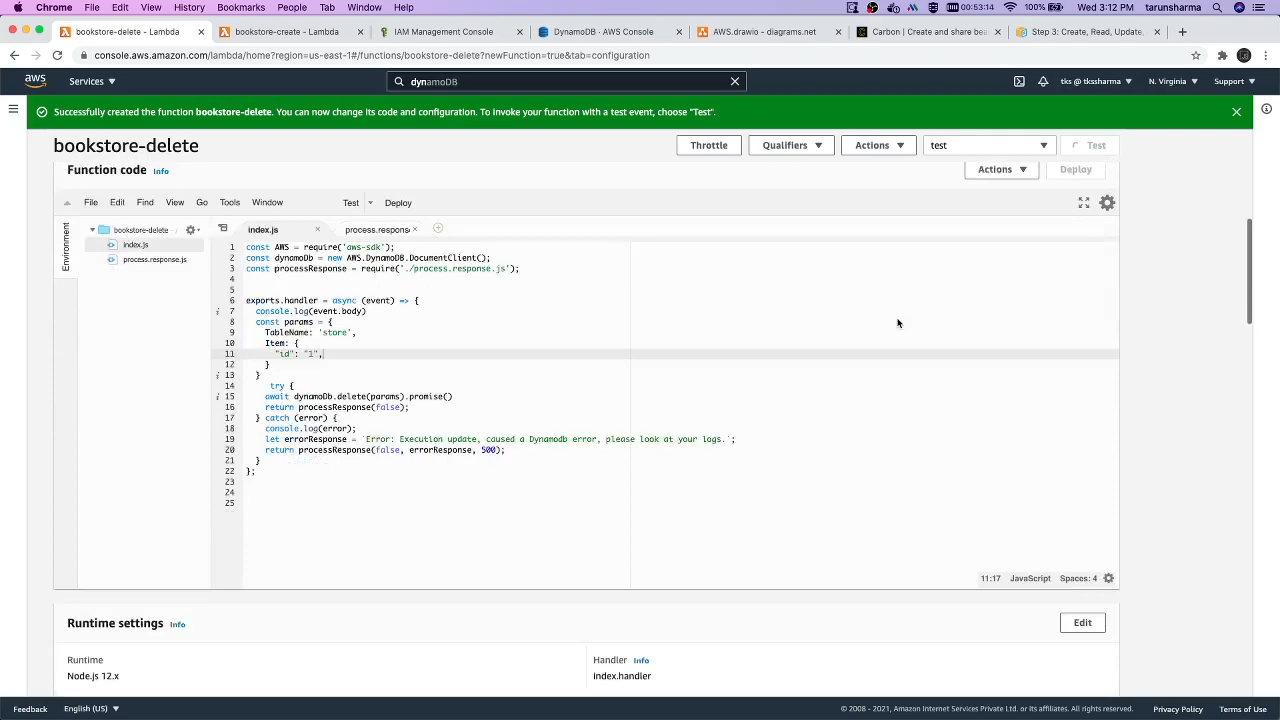 Chrome File Edit View History Bookmarks People Tab Window Help 00:53:14 100% Wed 3:12 PM tarunsharma
bookstore-delete - Lambda bookstore-create - Lambda IAM Management Console DynamoDB - AWS Console AWS.drawio - diagrams.net Carbon | Create and share bea Step 3: Create, Read, Update,
console.aws.amazon.com/lambda/home?region=us-east-1#/functions/bookstore-delete?newFunction=true&tab=configuration
aws Services dynamoDB tks @ tkssharma N. Virginia Support
Successfully created the function bookstore-delete. You can now change its code and configuration. To invoke your function with a test event, choose "Test".
bookstore-delete Throttle Qualifiers Actions test Test
Function code Info Actions Deploy
File Edit Find View Go Tools Window Test Deploy
Environment
bookstore-delete - /
index.js
process.response.js
index.js process.respons
1 const AWS = require('aws-sdk');
2 const dynamoDb = new AWS.DynamoDB.DocumentClient();
3 const processResponse = require('./process.response.js');
4
5
6 exports.handler = async (event) => {
7 console.log(event.body)
8 const params = {
9 TableName: 'store',
10 Item: {
11 "id": "1",
12 }
13 }
14 try {
15 await dynamoDb.delete(params).promise()
16 return processResponse(false);
17 } catch (error) {
18 console.log(error);
19 let errorResponse = `Error: Execution update, caused a Dynamodb error, please look at your logs.`;
20 return processResponse(false, errorResponse, 500);
21 }
22 };
23
24
25
11:17 JavaScript Spaces: 4
Runtime settings Info Edit
Runtime
Node.js 12.x
Handler Info
index.handler
Feedback English (US) © 2008 - 2021, Amazon Internet Services Private Ltd. or its affiliates. All rights reserved. Privacy Policy Terms of Use